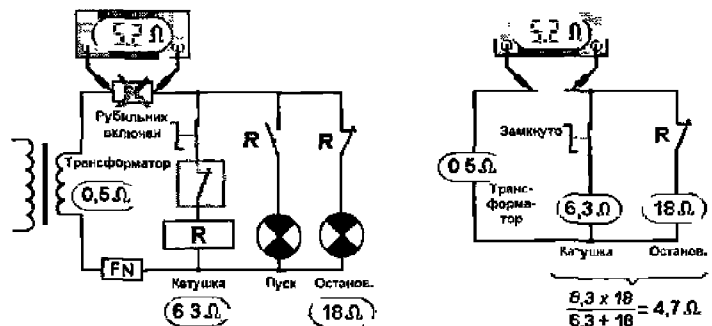 5.2 Ω
Рубильник
включен
R
R
Трансформатор
0,5 Ω
R
FN
Катушка
Пуск
Останов.
6 3 Ω
18 Ω
5.2 Ω
Замкнуто
R
0 5 Ω
Транс-
форма-
тор
6,3 Ω
18 Ω
Катушка
Останов.
6,3 x 18
6.3 + 18
= 4,7 Ω